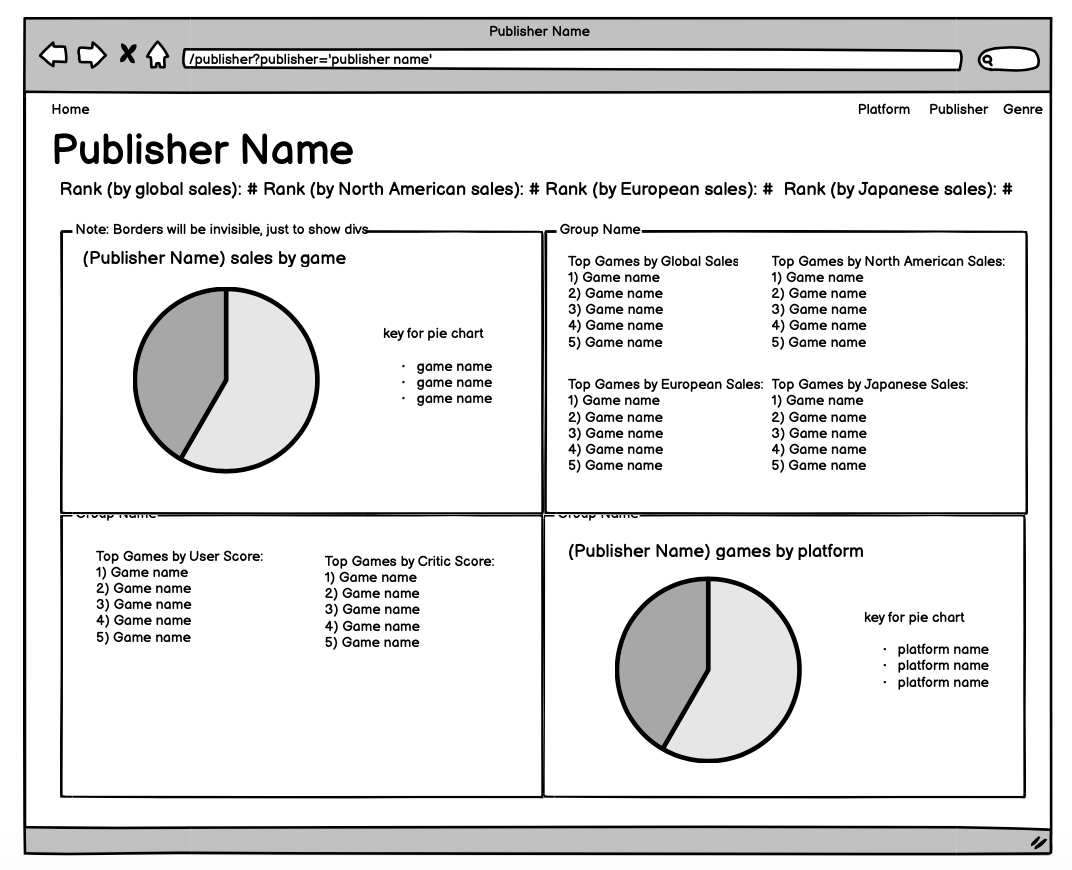 Publisher Name
/publisher?publisher='publisher name'
Home
Platform Publisher Genre
Publisher Name
Rank (by global sales): # Rank (by North American sales): # Rank (by European sales): # Rank (by Japanese sales): #
Note: Borders will be invisible, just to show divs
(Publisher Name) sales by game
key for pie chart
· game name
· game name
· game name
Group Name
Top Games by Global Sales
1) Game name
2) Game name
3) Game name
4) Game name
5) Game name
Top Games by North American Sales:
1) Game name
2) Game name
3) Game name
4) Game name
5) Game name
Top Games by European Sales:
1) Game name
2) Game name
3) Game name
4) Game name
5) Game name
Top Games by Japanese Sales:
1) Game name
2) Game name
3) Game name
4) Game name
5) Game name
Group Name
Top Games by User Score:
1) Game name
2) Game name
3) Game name
4) Game name
5) Game name
Top Games by Critic Score:
1) Game name
2) Game name
3) Game name
4) Game name
5) Game name
Group Name
(Publisher Name) games by platform
key for pie chart
· platform name
· platform name
· platform name